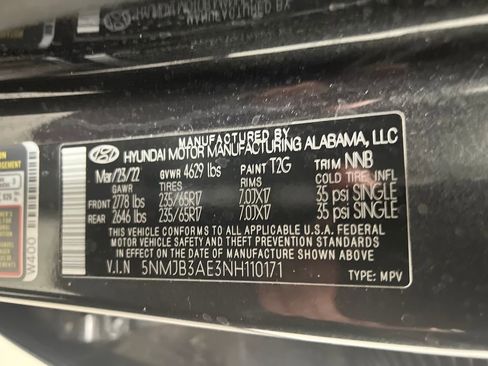 MANUFACTURED BY
HYUNDAI MOTOR MANUFACTURING ALABAMA, LLC
Mar/23/22 GVWR 4629 lbs PAINT T2G TRIM NNB
GAWR TIRES RIMS COLD TIRE INFL
FRONT 2778 lbs 235/65R17 7.0JX17 35 psi SINGLE
REAR 2646 lbs 235/65R17 7.0JX17 35 psi SINGLE
THIS VEHICLE CONFORMS TO ALL APPLICABLE U.S.A. FEDERAL
MOTOR VEHICLE SAFETY AND THEFT PREVENTION STANDARDS
IN EFFECT ON THE DATE OF MANUFACTURE SHOWN ABOVE.
V.I.N 5NMJB3AE3NH110171 TYPE: MPV
W400